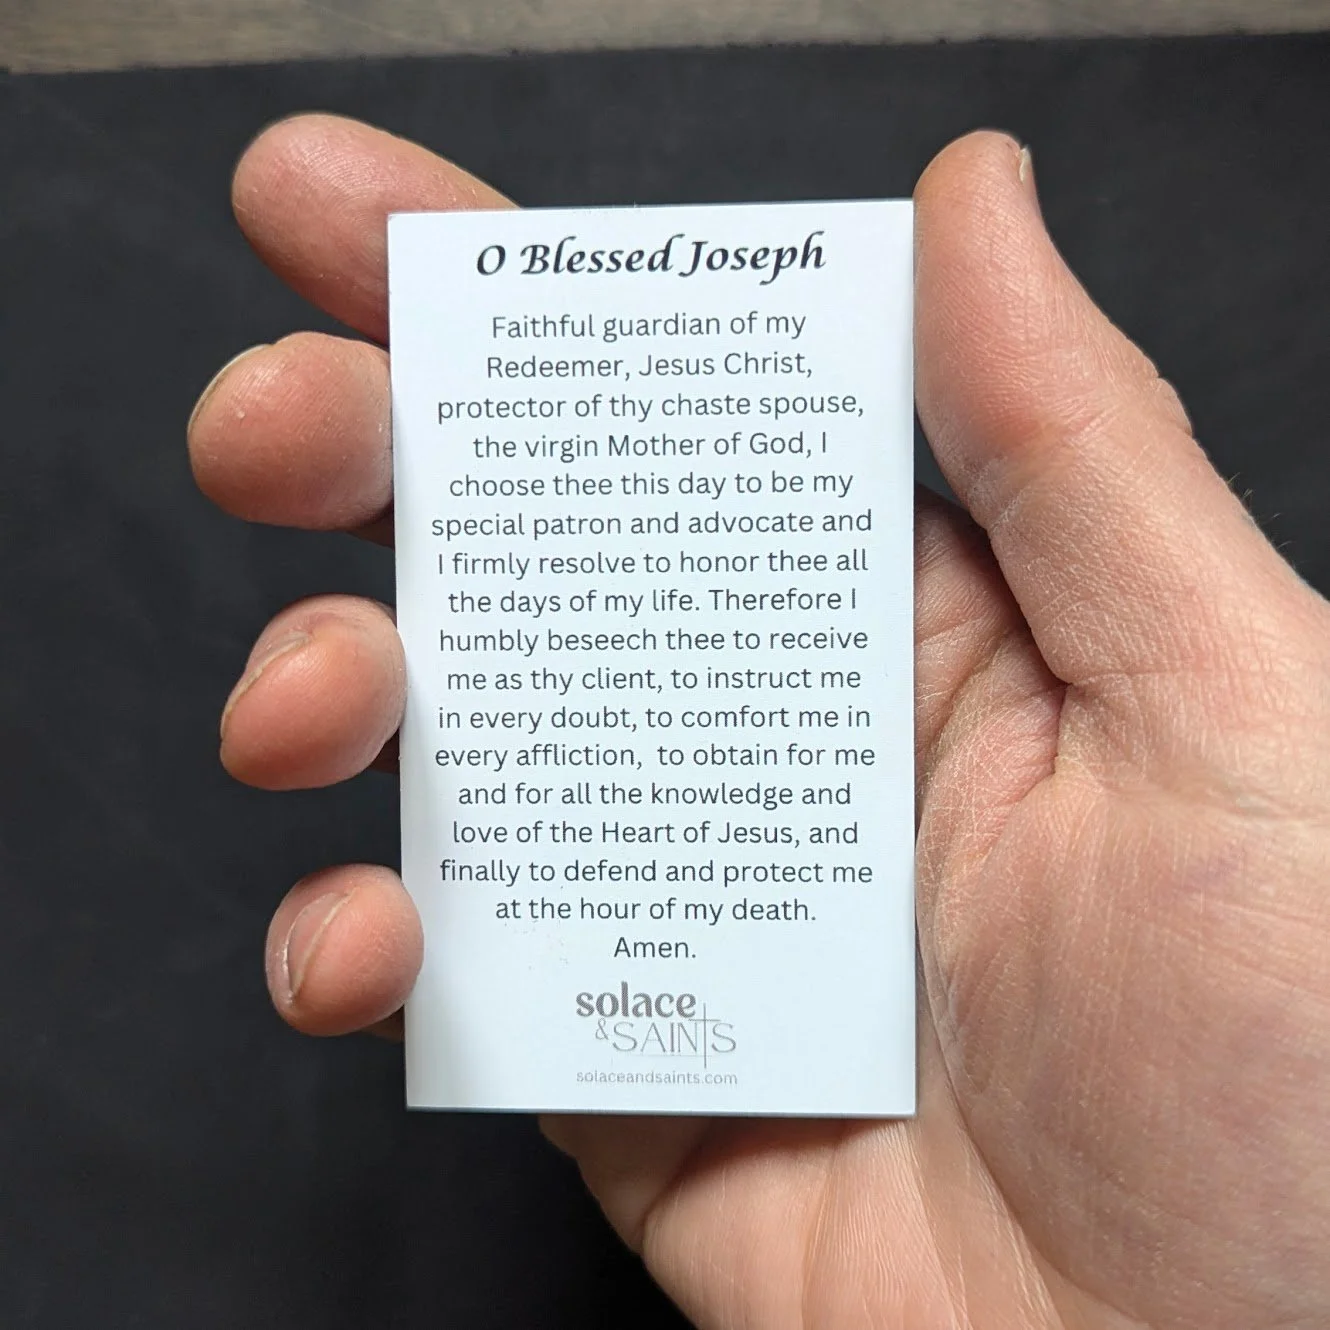 O Blessed Joseph
Faithful guardian of my
Redeemer, Jesus Christ,
protector of thy chaste spouse,
the virgin Mother of God, I
choose thee this day to be my
special patron and advocate and
I firmly resolve to honor thee all
the days of my life. Therefore I
humbly beseech thee to receive
me as thy client, to instruct me
in every doubt, to comfort me in
every affliction,  to obtain for me
and for all the knowledge and
love of the Heart of Jesus, and
finally to defend and protect me
at the hour of my death.
Amen.
solace
&SAINTS
solaceandsaints.com